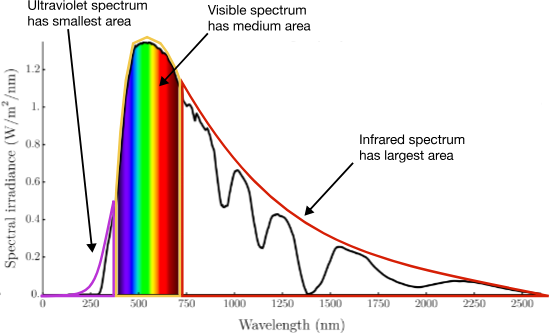 Ultraviolet spectrum
has smallest area
Visible spectrum
has medium area
Infrared spectrum
has largest area
Spectral irradiance (W/m²/nm)
1.2
1.
0.8
0.6
0.4
0.2
0
0 250 500 750 1000 1250 1500 1750 2000 2250 2500
Wavelength (nm)